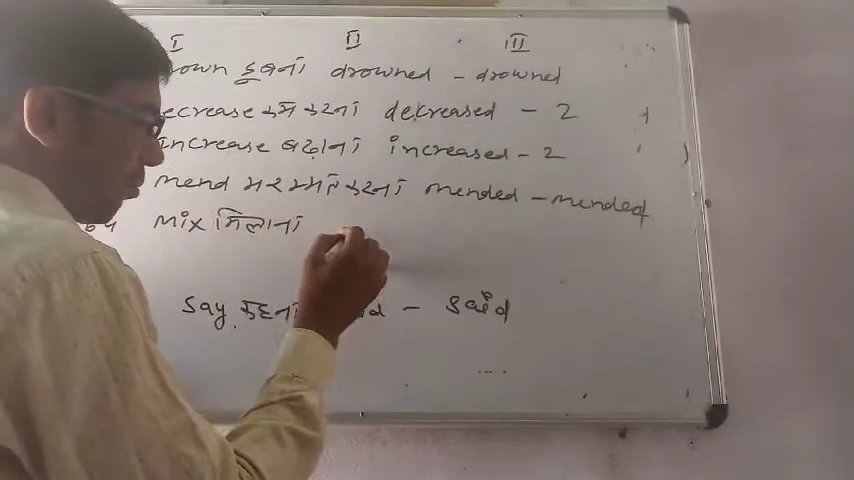 I II III
rown डूबना drowned - drowned
ecrease कम करना decreased - 2
increase बढ़ाना increased - 2
mend मरम्मत करना mended - mended
mix मिलाना
say कहना - said